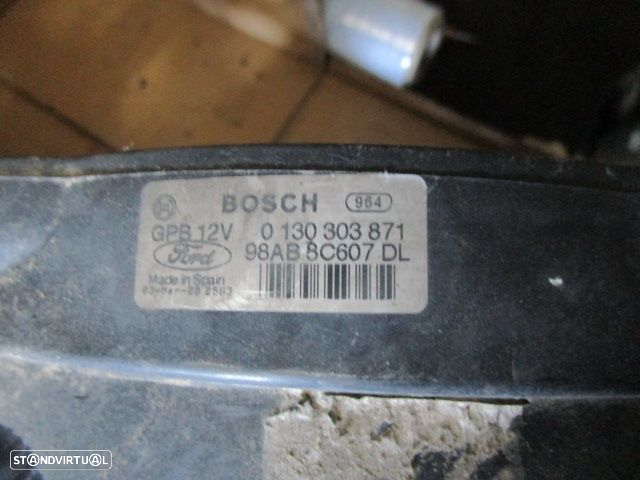 BOSCH 964
GPB 12V 0 130 303 871
Ford 98AB 8C607 DL
Made in Spain
STANDVIRTUAL